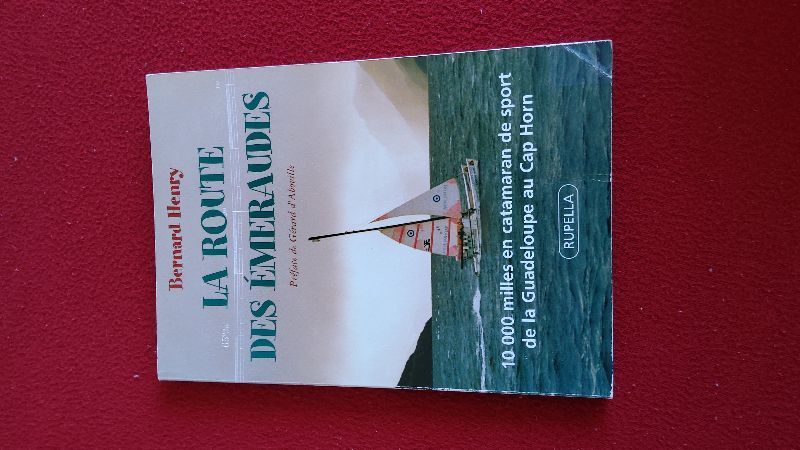 Bernard Henry
LA ROUTE
DES ÉMERAUDES
Préface de Gérard d'Aboville
10 000 milles en catamaran de sport
de la Guadeloupe au Cap Horn
RUPELLA